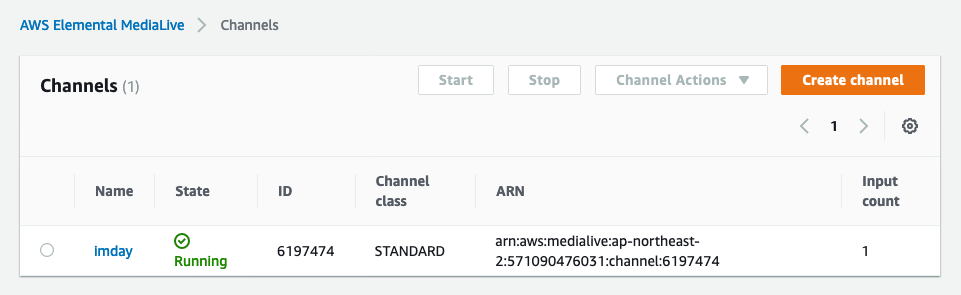 AWS Elemental MediaLive > Channels
Channels (1)
Start
Stop
Channel Actions
Create channel
1
Name
State
ID
Channel
class
ARN
Input
count
imday
Running
6197474
STANDARD
arn:aws:medialive:ap-northeast-
2:571090476031:channel:6197474
1